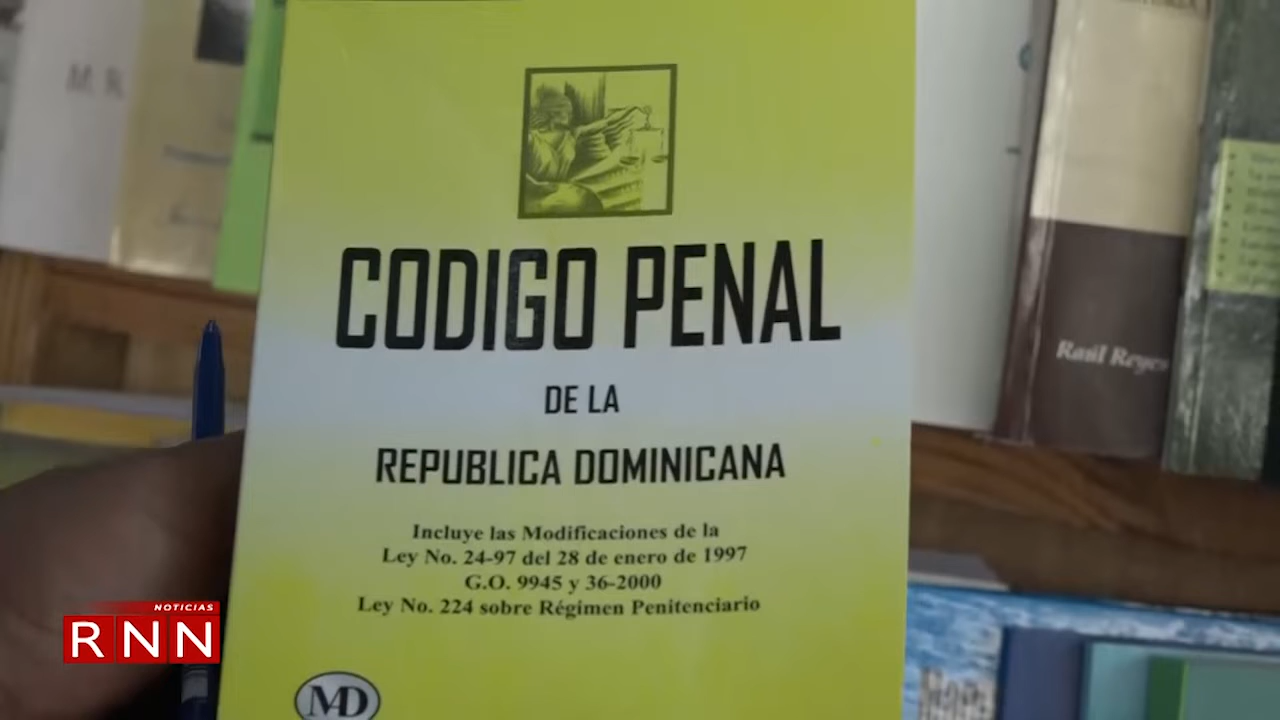 CODIGO PENAL
DE LA
REPUBLICA DOMINICANA
Incluye las Modificaciones de la
Ley No. 24-97 del 28 de enero de 1997
G.O. 9945 y 36-2000
Ley No. 224 sobre Régimen Penitenciario
MD
Raúl Reyes
NOTICIAS
RNN